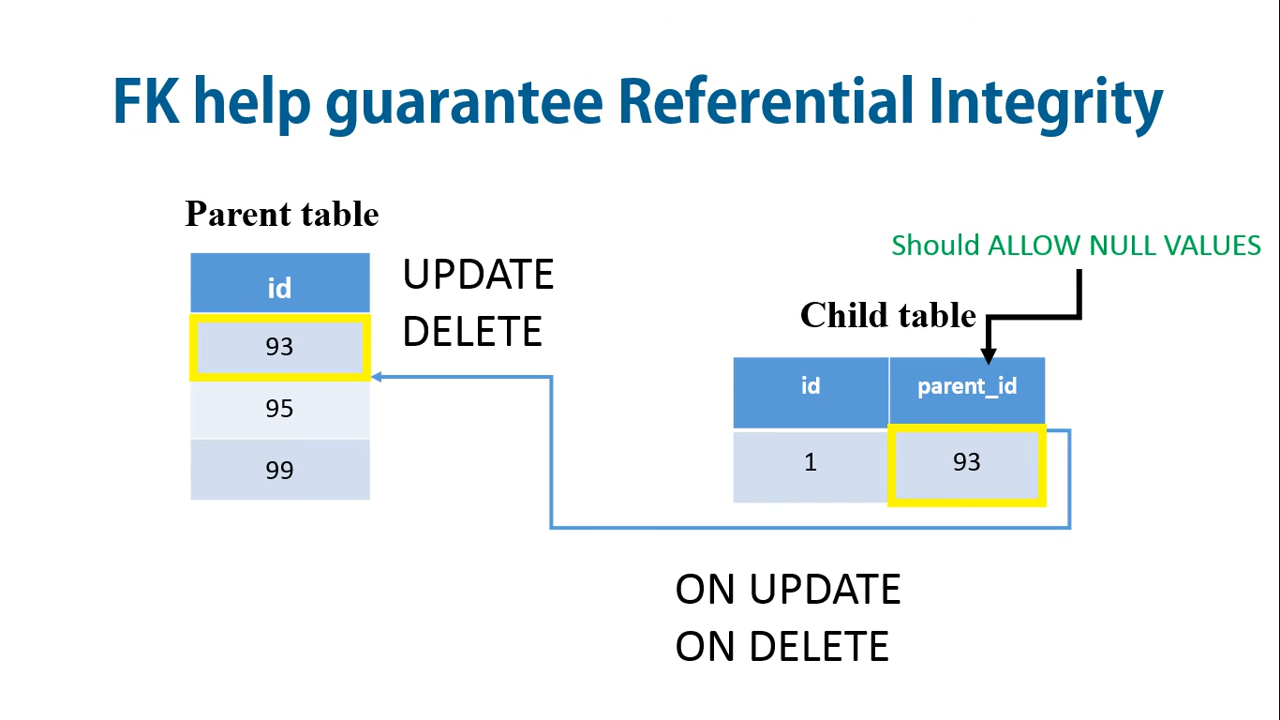 FK help guarantee Referential Integrity
Parent table
id
93
95
99
UPDATE
DELETE
Should ALLOW NULL VALUES
Child table
id parent_id
1 93
ON UPDATE
ON DELETE